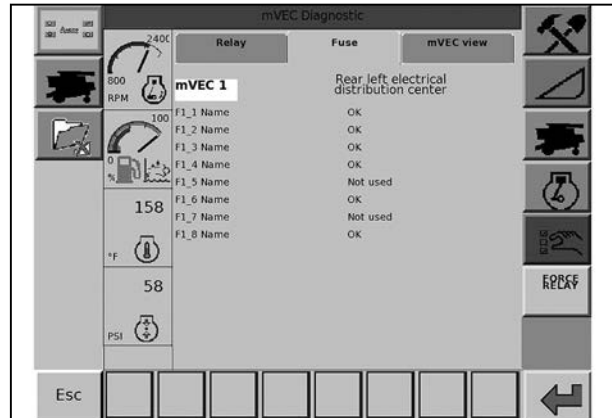 mVEC Diagnostic
fuses
2400
800
RPM
Relay
Fuse
mVEC view
mVEC 1
Rear left electrical
distribution center
100
0
%
F1_1 Name OK
F1_2 Name OK
F1_3 Name OK
F1_4 Name OK
F1_5 Name Not used
F1_6 Name OK
F1_7 Name Not used
F1_8 Name OK
158
°F
58
PSI
FORCE
RELAY
Esc